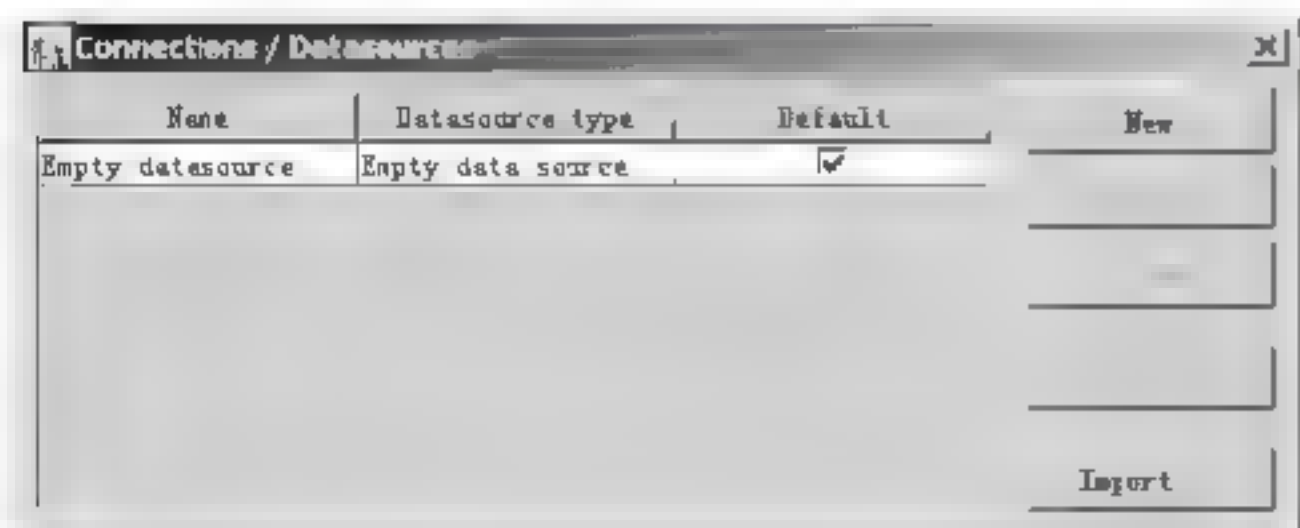 Connections / Datasources
Name Datasource type Default New
Empty datasource Empty data source
Import